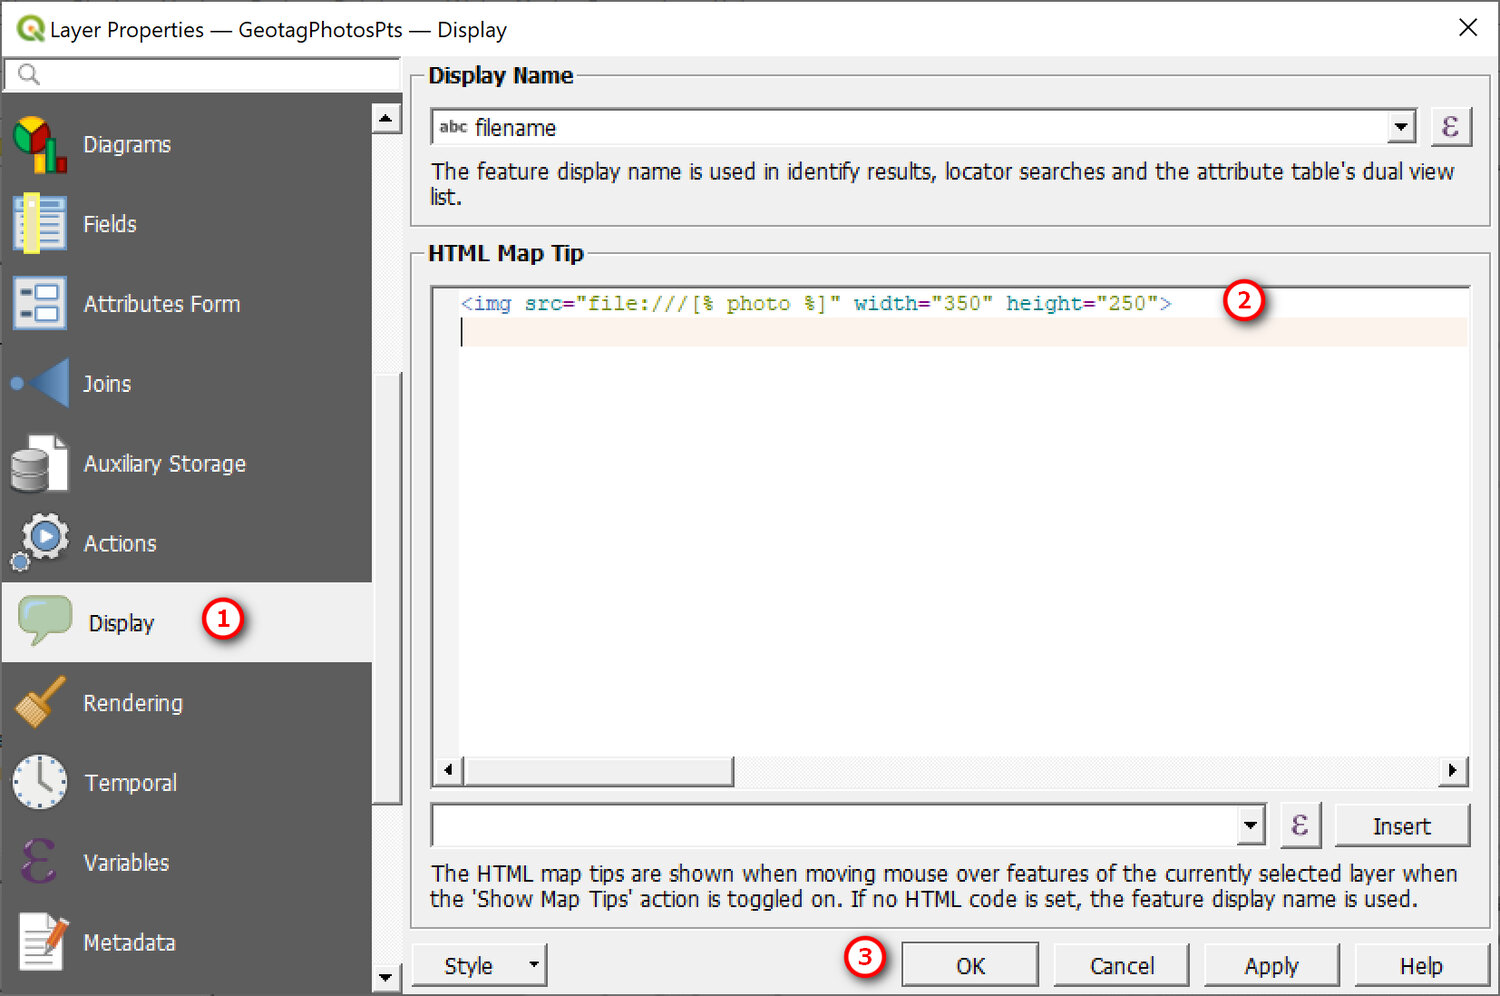 Layer Properties — GeotagPhotosPts — Display
Diagrams
Fields
Attributes Form
Joins
Auxiliary Storage
Actions
Display
1
Rendering
Temporal
Variables
Metadata
Display Name
abc filename
ε
The feature display name is used in identify results, locator searches and the attribute table's dual view
list.
HTML Map Tip
<img src="file:///[% photo %]" width="350" height="250">
2
ε
Insert
The HTML map tips are shown when moving mouse over features of the currently selected layer when
the 'Show Map Tips' action is toggled on. If no HTML code is set, the feature display name is used.
Style
3
OK
Cancel
Apply
Help